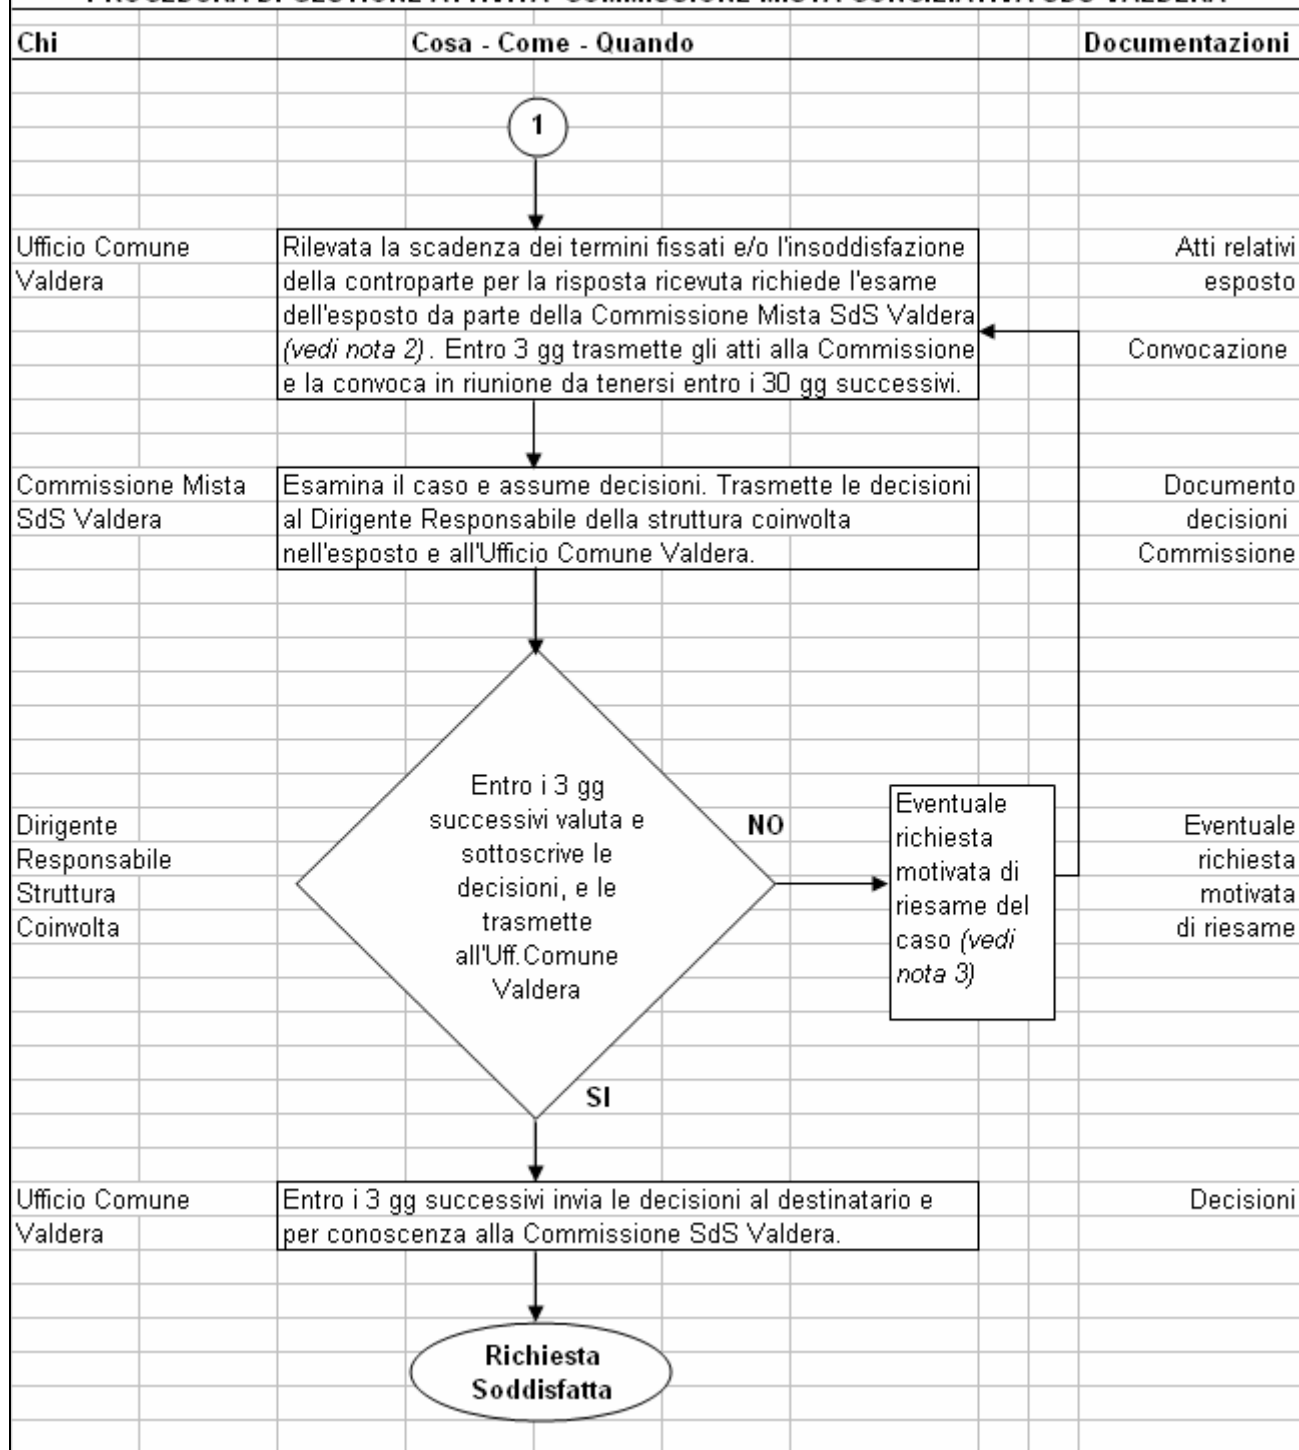 Chi Cosa - Come - Quando Documentazioni
1
Ufficio Comune
Valdera
Rilevata la scadenza dei termini fissati e/o l'insoddisfazione
della controparte per la risposta ricevuta richiede l'esame
dell'esposto da parte della Commissione Mista SdS Valdera
(vedi nota 2). Entro 3 gg trasmette gli atti alla Commissione
e la convoca in riunione da tenersi entro i 30 gg successivi.
Atti relativi
esposto
Convocazione
Commissione Mista
SdS Valdera
Esamina il caso e assume decisioni. Trasmette le decisioni
al Dirigente Responsabile della struttura coinvolta
nell'esposto e all'Ufficio Comune Valdera.
Documento
decisioni
Commissione
Dirigente
Responsabile
Struttura
Coinvolta
Entro i 3 gg
successivi valuta e
sottoscrive le
decisioni, e le
trasmette
all'Uff.Comune
Valdera
NO
Eventuale
richiesta
motivata di
riesame del
caso (vedi
nota 3)
Eventuale
richiesta
motivata
di riesame
SI
Ufficio Comune
Valdera
Entro i 3 gg successivi invia le decisioni al destinatario e
per conoscenza alla Commissione SdS Valdera.
Decisioni
Richiesta
Soddisfatta